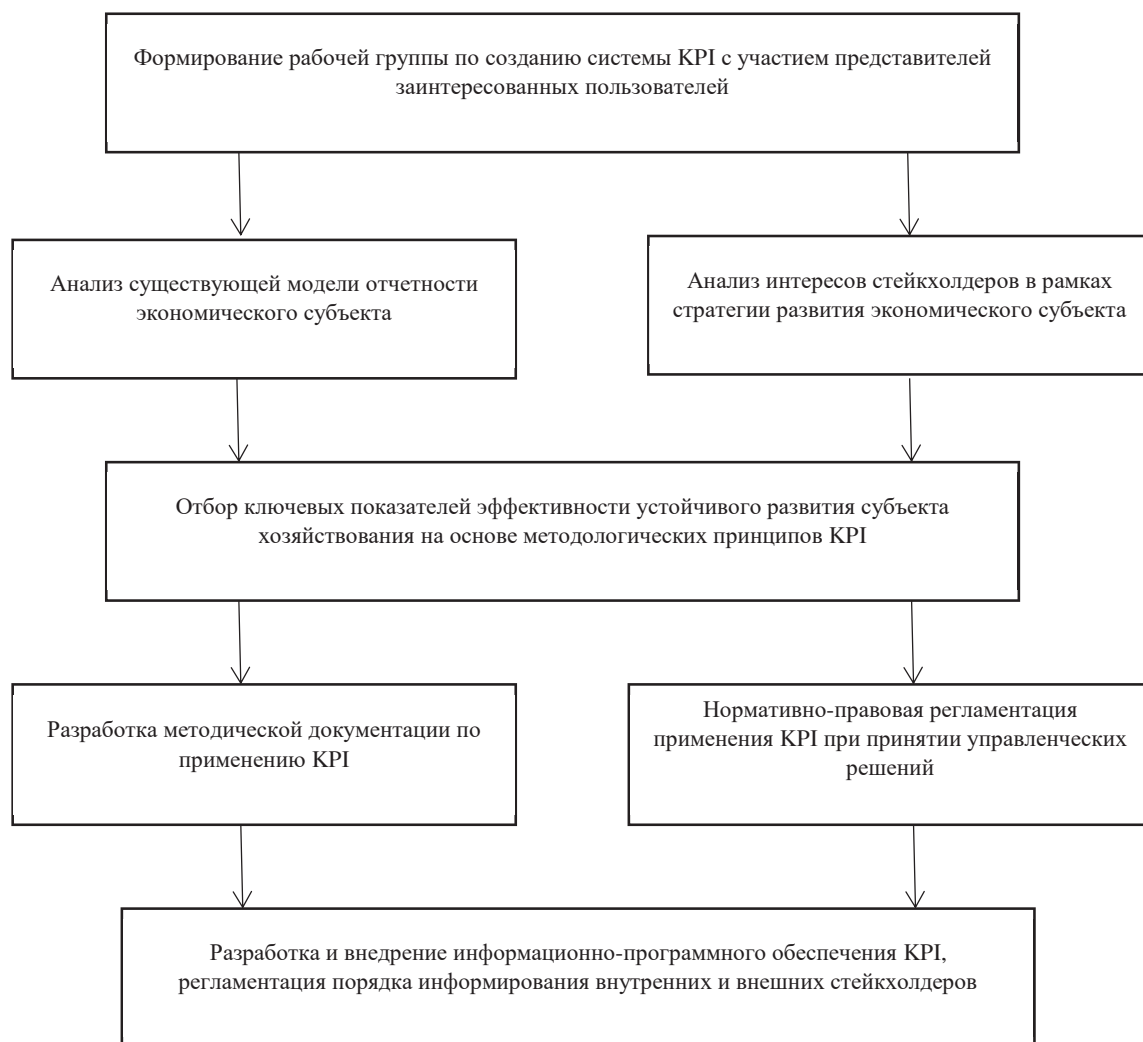 Формирование рабочей группы по созданию системы KPI с участием представителей
заинтересованных пользователей
Анализ существующей модели отчетности
экономического субъекта
Анализ интересов стейкхолдеров в рамках
стратегии развития экономического субъекта
Отбор ключевых показателей эффективности устойчивого развития субъекта
хозяйствования на основе методологических принципов KPI
Разработка методической документации по
применению KPI
Нормативно-правовая регламентация
применения KPI при принятии управленческих
решений
Разработка и внедрение информационно-программного обеспечения KPI,
регламентация порядка информирования внутренних и внешних стейкхолдеров